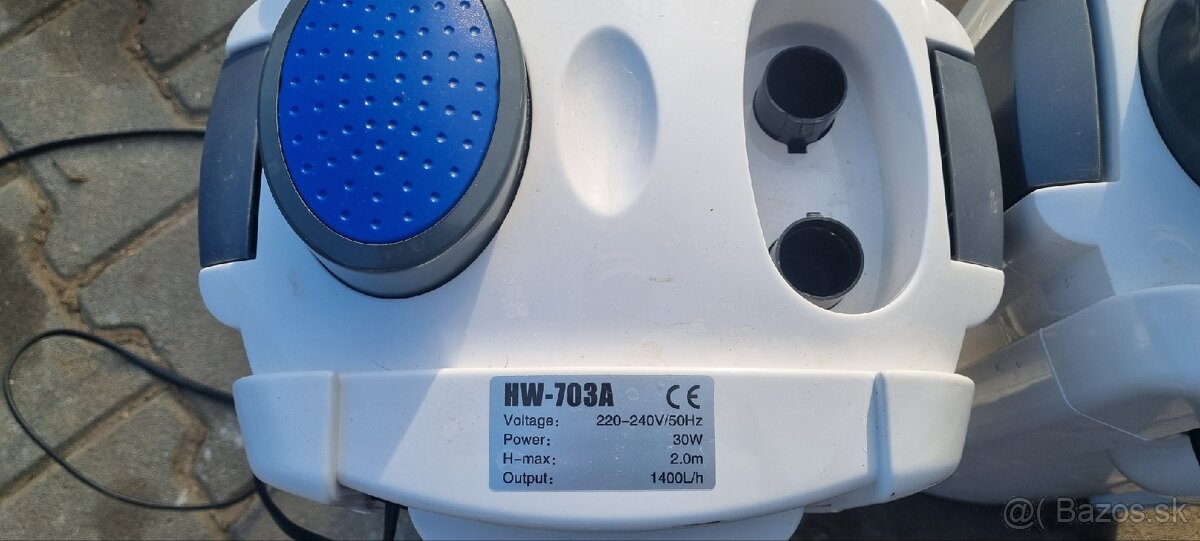 HW-703A CE
Voltage: 220-240V/50Hz
Power: 30W
H-max: 2.0m
Output: 1400L/h
@( Bazos.sk